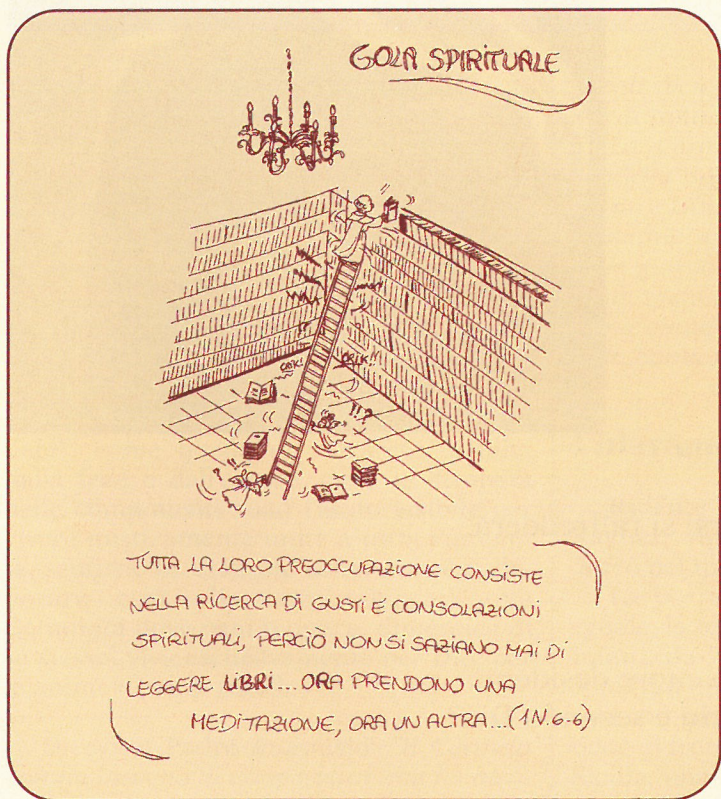 GOLA SPIRITUALE
CRIK!
CRLK!!
!!?
TUTTA LA LORO PREOCCUPAZIONE CONSISTE
NELLA RICERCA DI GUSTI E CONSOLAZIONI
SPIRITUALI, PERCIÒ NON SI SAZIANO MAI DI
LEGGERE LIBRI... ORA PRENDONO UNA
MEDITAZIONE, ORA UN ALTRA...(1N.6-6)